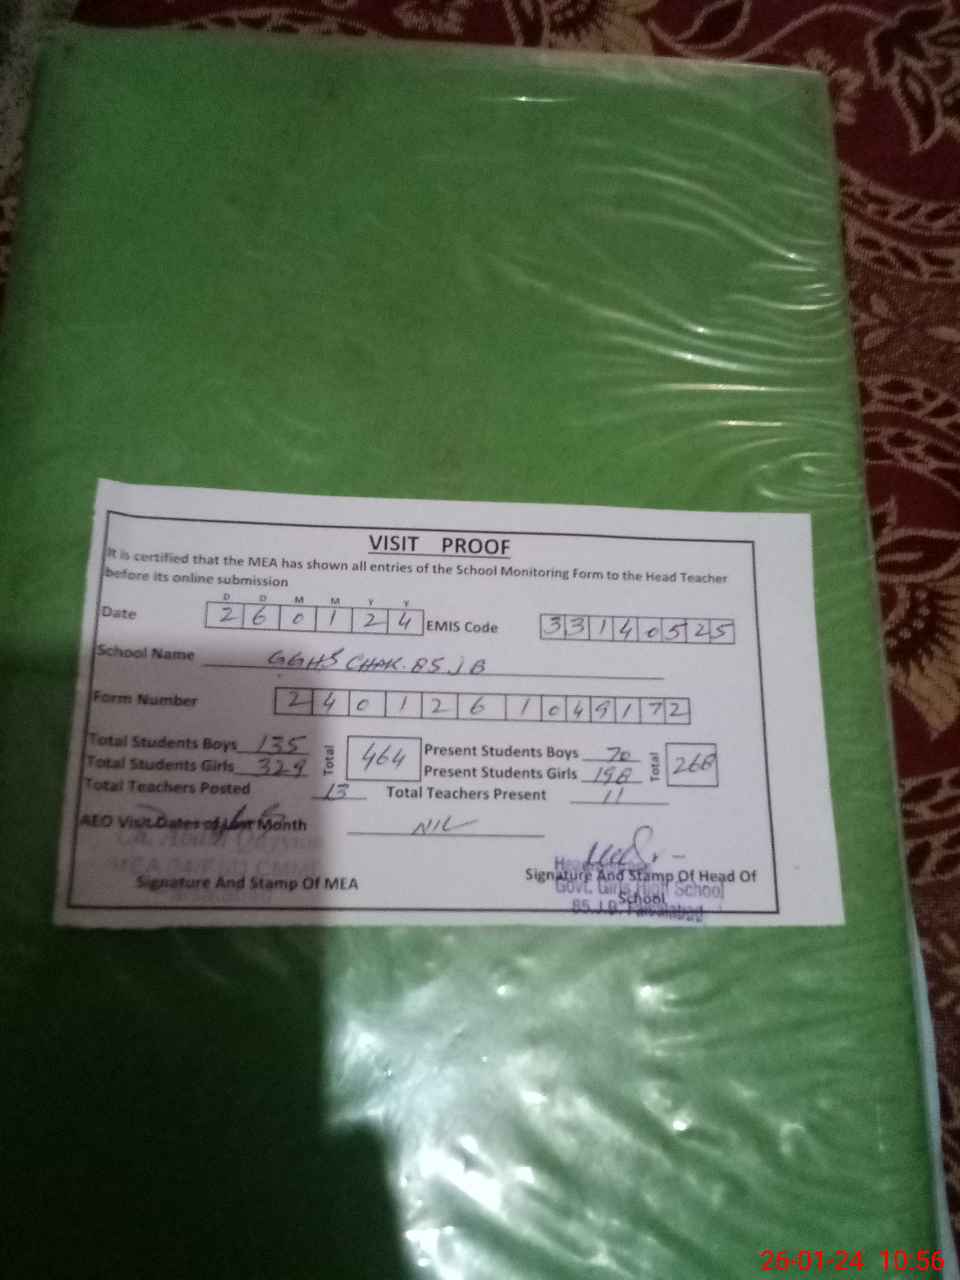 VISIT PROOF
It is certified that the MEA has shown all entries of the School Monitoring Form to the Head Teacher
before its online submission
D D M M Y Y
Date 2 6 0 1 2 4 EMIS Code 3 3 1 4 0 5 2 5
School Name GGHS CHAK. 85 J B
Form Number 2 4 0 1 2 6 1 0 4 9 1 7 2
Total Students Boys 135 Total 464 Present Students Boys 70 Total 268
Total Students Girls 329 Present Students Girls 198
Total Teachers Posted 13 Total Teachers Present 11
AEO Visit Dates of Last Month NIL
Signature And Stamp Of MEA
Signature And Stamp Of Head Of
School
Govt. Girls High School
85 J.B. Faisalabad
26-01-24 10:56